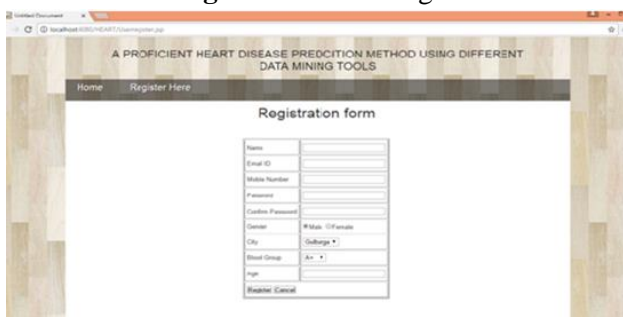 Untitled Document
localhost:8080/HEART/Userregister.jsp
A PROFICIENT HEART DISEASE PREDCITION METHOD USING DIFFERENT
DATA MINING TOOLS
Home Register Here
Registration form
Name
Email ID
Mobile Number
Password
Confirm Password
Gender Male Female
City Gulbarga
Blood Group A+
Age
Register Cancel